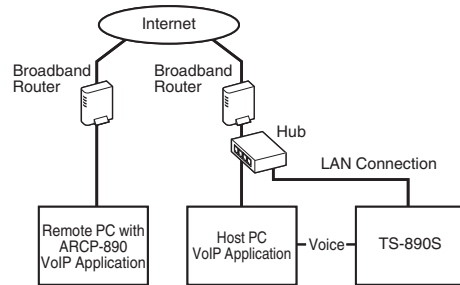 Internet
Broadband
Router
Broadband
Router
Hub
LAN Connection
Remote PC with
ARCP-890
VoIP Application
Host PC
VoIP Application
Voice
TS-890S